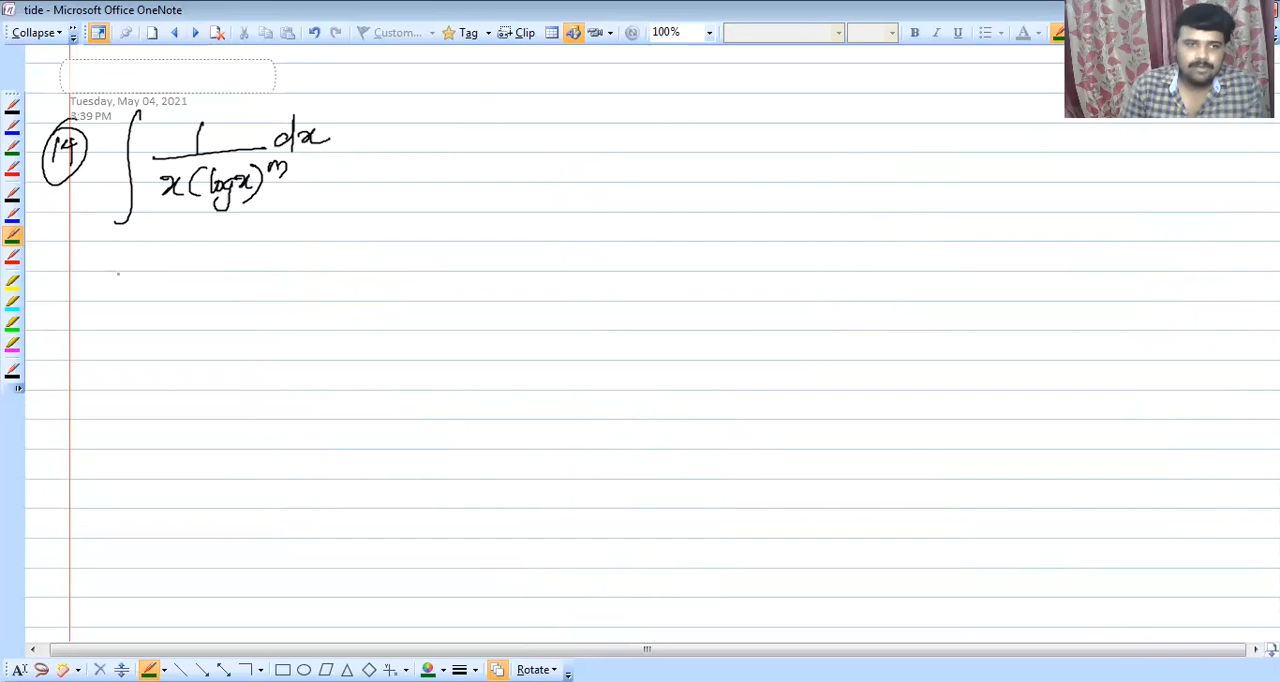 tide - Microsoft Office OneNote
Collapse Custom... Tag Clip 100% B I U A
Tuesday, May 04, 2021
3:39 PM
14 ∫ 1 / x(log x)^m dx
Rotate